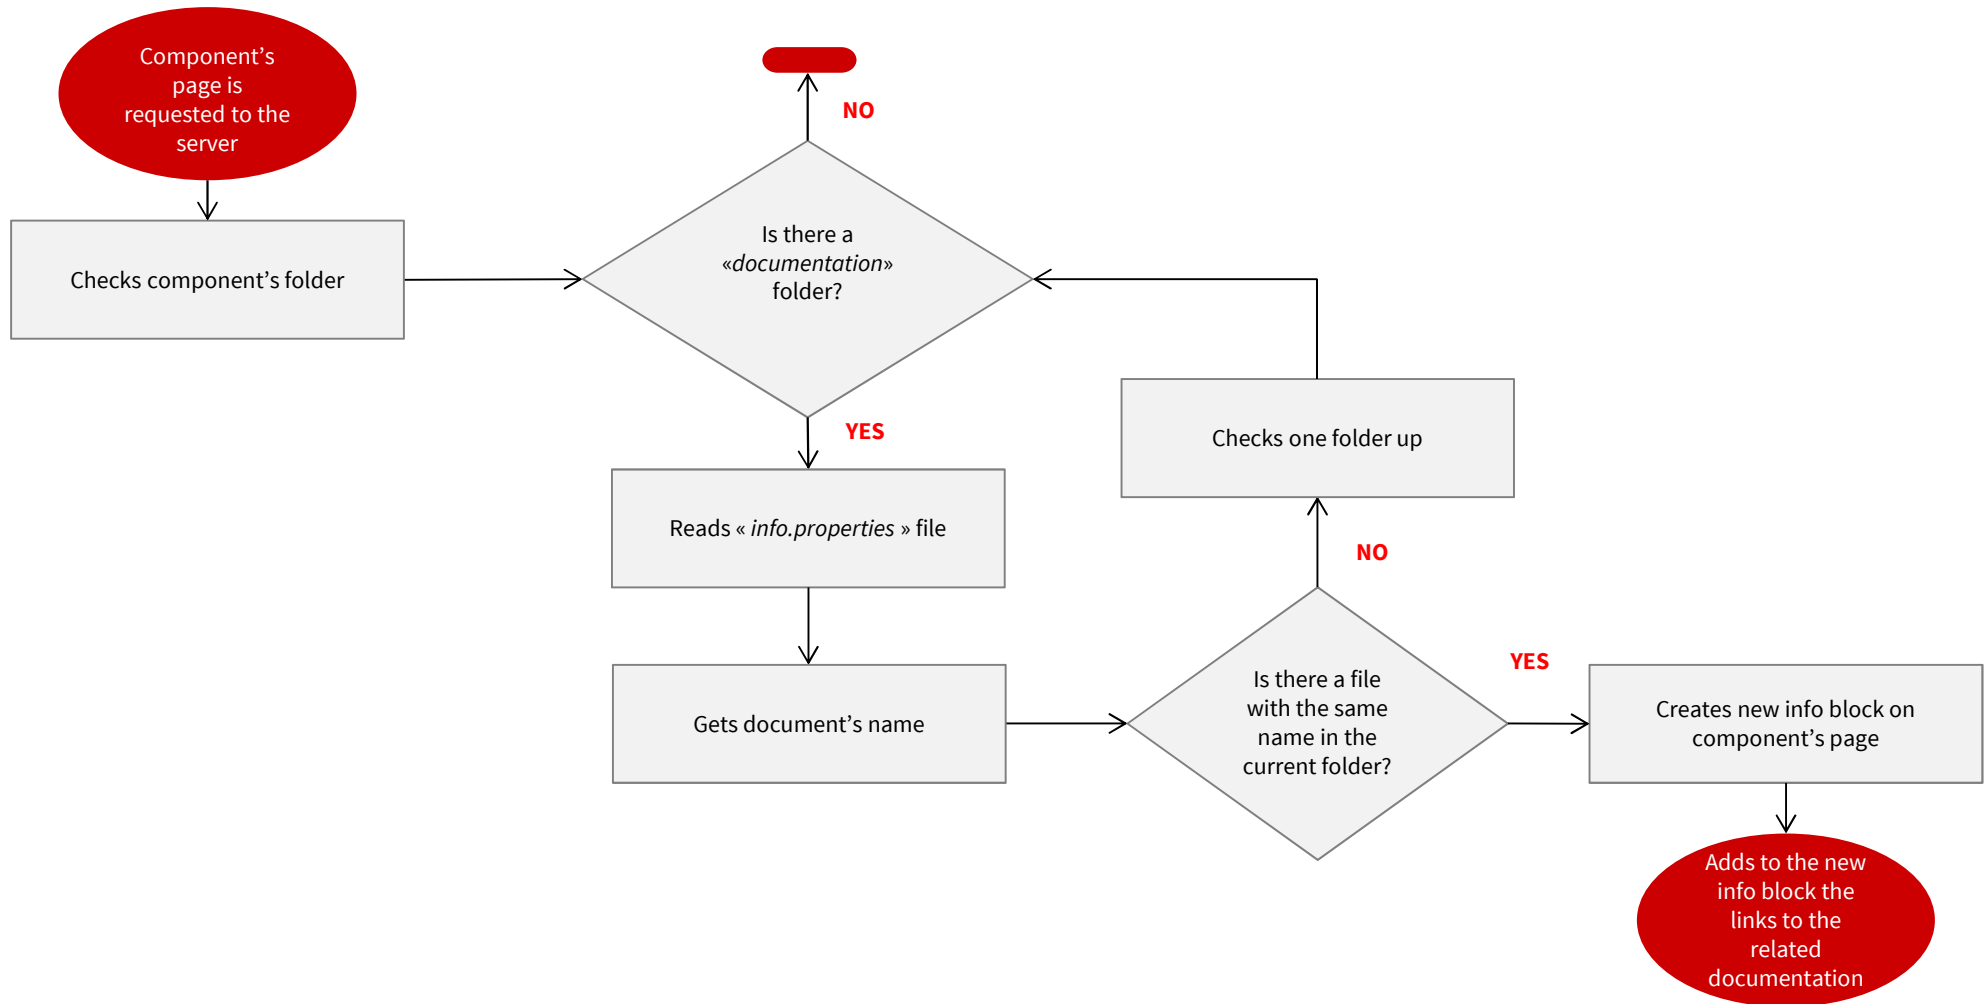 Component’s
page is
requested to the
server
NO
Checks component’s folder
Is there a
«documentation»
folder?
YES
Checks one folder up
Reads « info.properties » file
NO
Gets document’s name
Is there a file
with the same
name in the
current folder?
YES
Creates new info block on
component’s page
Adds to the new
info block the
links to the
related
documentation